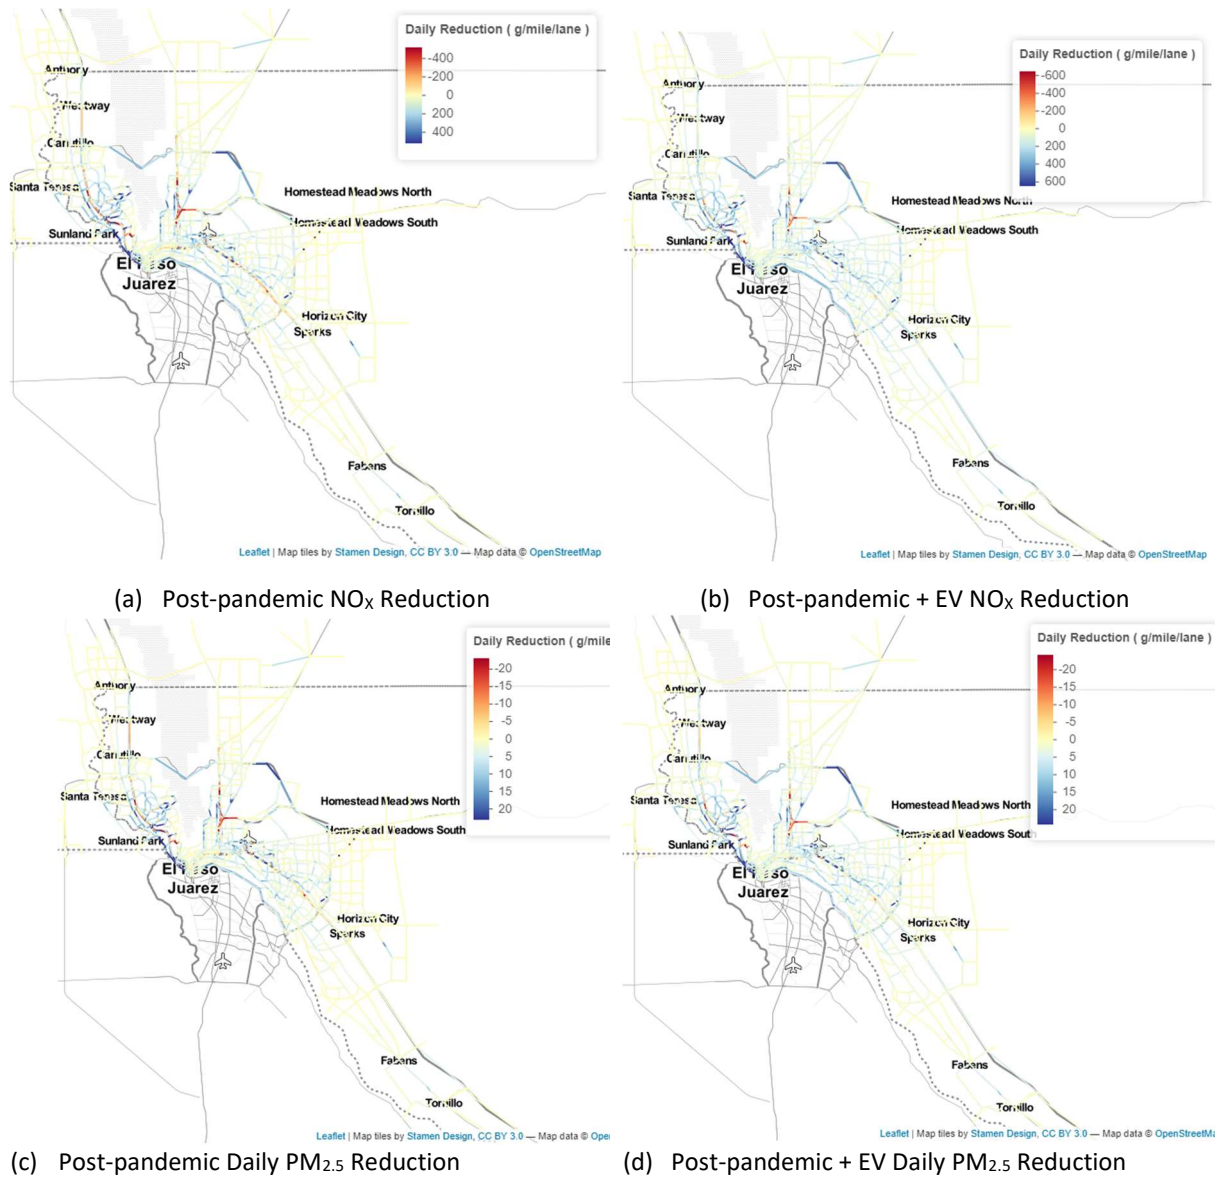 Daily Reduction ( g/mile/lane )
-400
-200
0
200
400
Anthony
Westway
Canutillo
Santa Teresa
Homestead Meadows North
Homestead Meadows South
Sunland Park
El Paso
Juarez
Horizon City
Sparks
Fabens
Tornillo
Leaflet | Map tiles by Stamen Design, CC BY 3.0 — Map data © OpenStreetMap
(a) Post-pandemic NOX Reduction
Daily Reduction ( g/mile/lane )
-600
-400
-200
0
200
400
600
Anthony
Westway
Canutillo
Santa Teresa
Homestead Meadows North
Homestead Meadows South
Sunland Park
El Paso
Juarez
Horizon City
Sparks
Fabens
Tornillo
Leaflet | Map tiles by Stamen Design, CC BY 3.0 — Map data © OpenStreetMap
(b) Post-pandemic + EV NOX Reduction
Daily Reduction ( g/mile
-20
-15
-10
-5
0
5
10
15
20
Anthony
Westway
Canutillo
Santa Teresa
Homestead Meadows North
Homestead Meadows South
Sunland Park
El Paso
Juarez
Horizon City
Sparks
Fabens
Tornillo
Leaflet | Map tiles by Stamen Design, CC BY 3.0 — Map data © Ope
(c) Post-pandemic Daily PM2.5 Reduction
Daily Reduction ( g/mile/lane )
-20
-15
-10
-5
0
5
10
15
20
Anthony
Westway
Canutillo
Santa Teresa
Homestead Meadows North
Homestead Meadows South
Sunland Park
El Paso
Juarez
Horizon City
Sparks
Fabens
Tornillo
Leaflet | Map tiles by Stamen Design, CC BY 3.0 — Map data © OpenStreet
(d) Post-pandemic + EV Daily PM2.5 Reduction